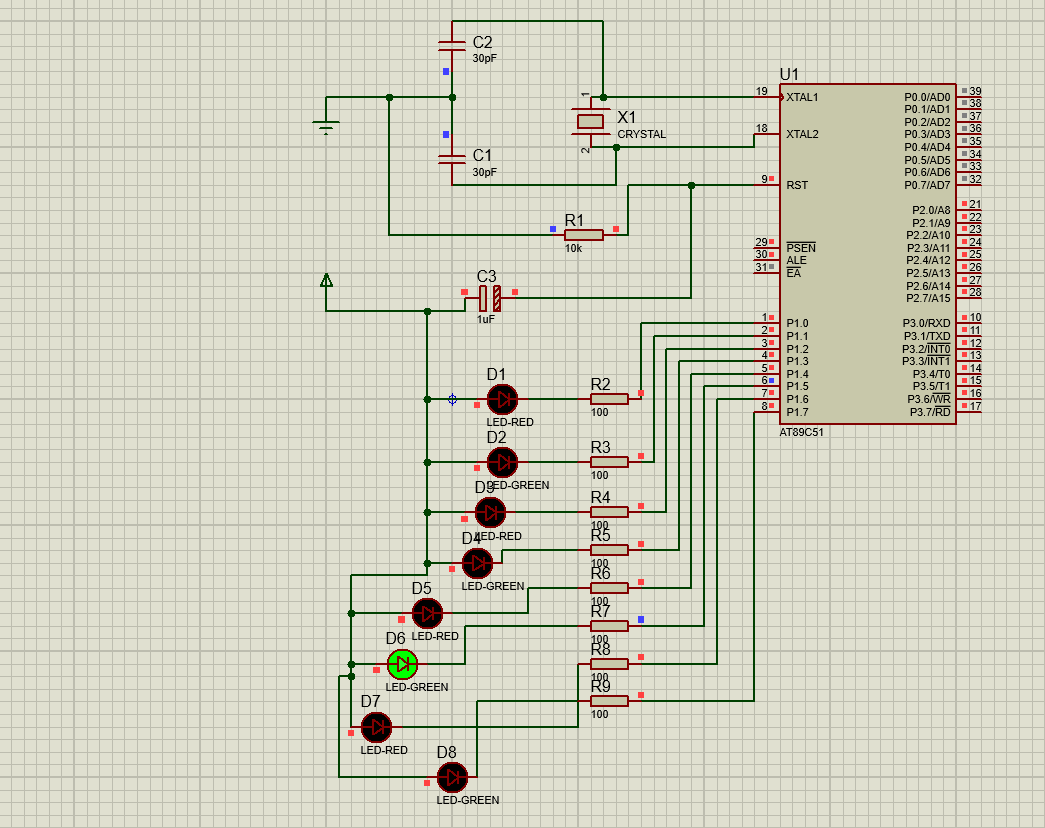 C2
30pF
C1
30pF
1
X1
CRYSTAL
2
R1
10k
C3
1uF
U1
19 XTAL1 P0.0/AD0 39
P0.1/AD1 38
P0.2/AD2 37
18 XTAL2 P0.3/AD3 36
P0.4/AD4 35
P0.5/AD5 34
P0.6/AD6 33
9 RST P0.7/AD7 32
P2.0/A8 21
P2.1/A9 22
P2.2/A10 23
29 PSEN P2.3/A11 24
30 ALE P2.4/A12 25
31 EA P2.5/A13 26
P2.6/A14 27
P2.7/A15 28
1 P1.0 P3.0/RXD 10
2 P1.1 P3.1/TXD 11
3 P1.2 P3.2/INT0 12
4 P1.3 P3.3/INT1 13
5 P1.4 P3.4/T0 14
6 P1.5 P3.5/T1 15
7 P1.6 P3.6/WR 16
8 P1.7 P3.7/RD 17
AT89C51
D1
LED-RED
R2
100
D2
LED-GREEN
R3
100
D3
LED-RED
R4
100
D4
LED-GREEN
R5
100
D5
LED-RED
R6
100
D6
LED-GREEN
R7
100
D7
LED-RED
R8
100
D8
LED-GREEN
R9
100